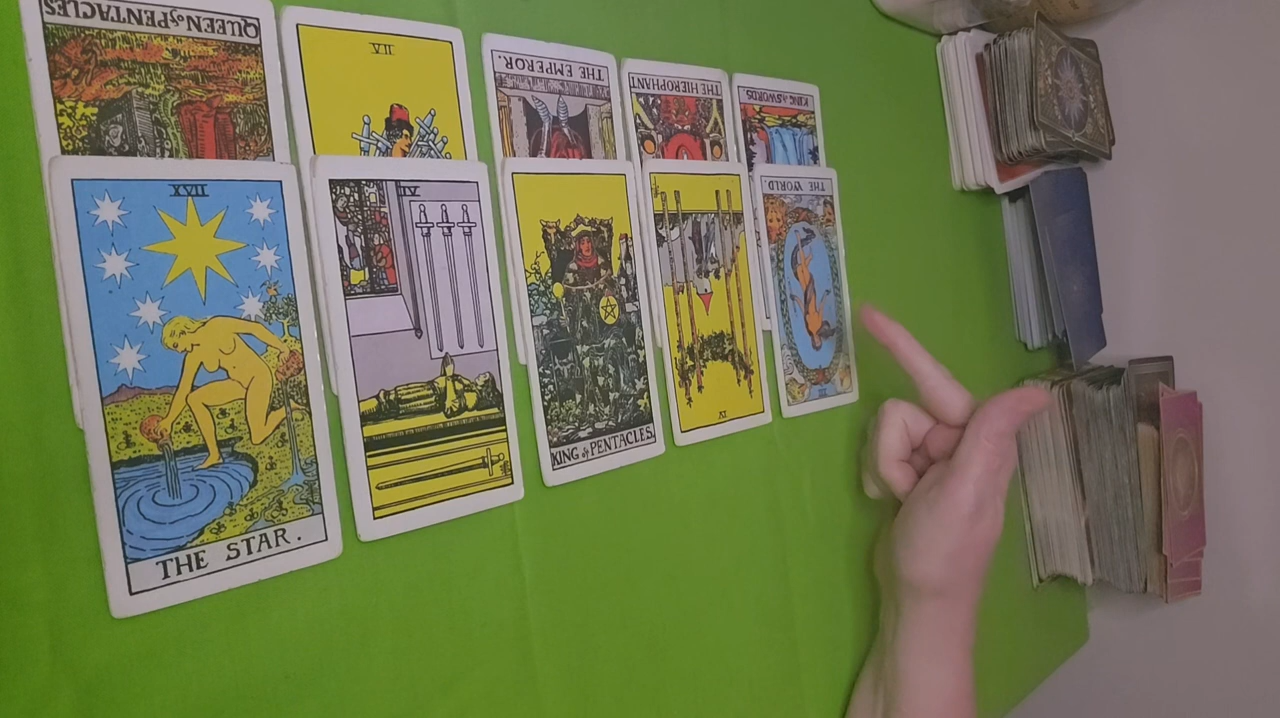 QUEEN of PENTACLES
VII
THE EMPEROR.
THE HIEROPHANT
KING of SWORDS
XVII
THE STAR.
IV
KING of PENTACLES.
VI
THE WORLD.